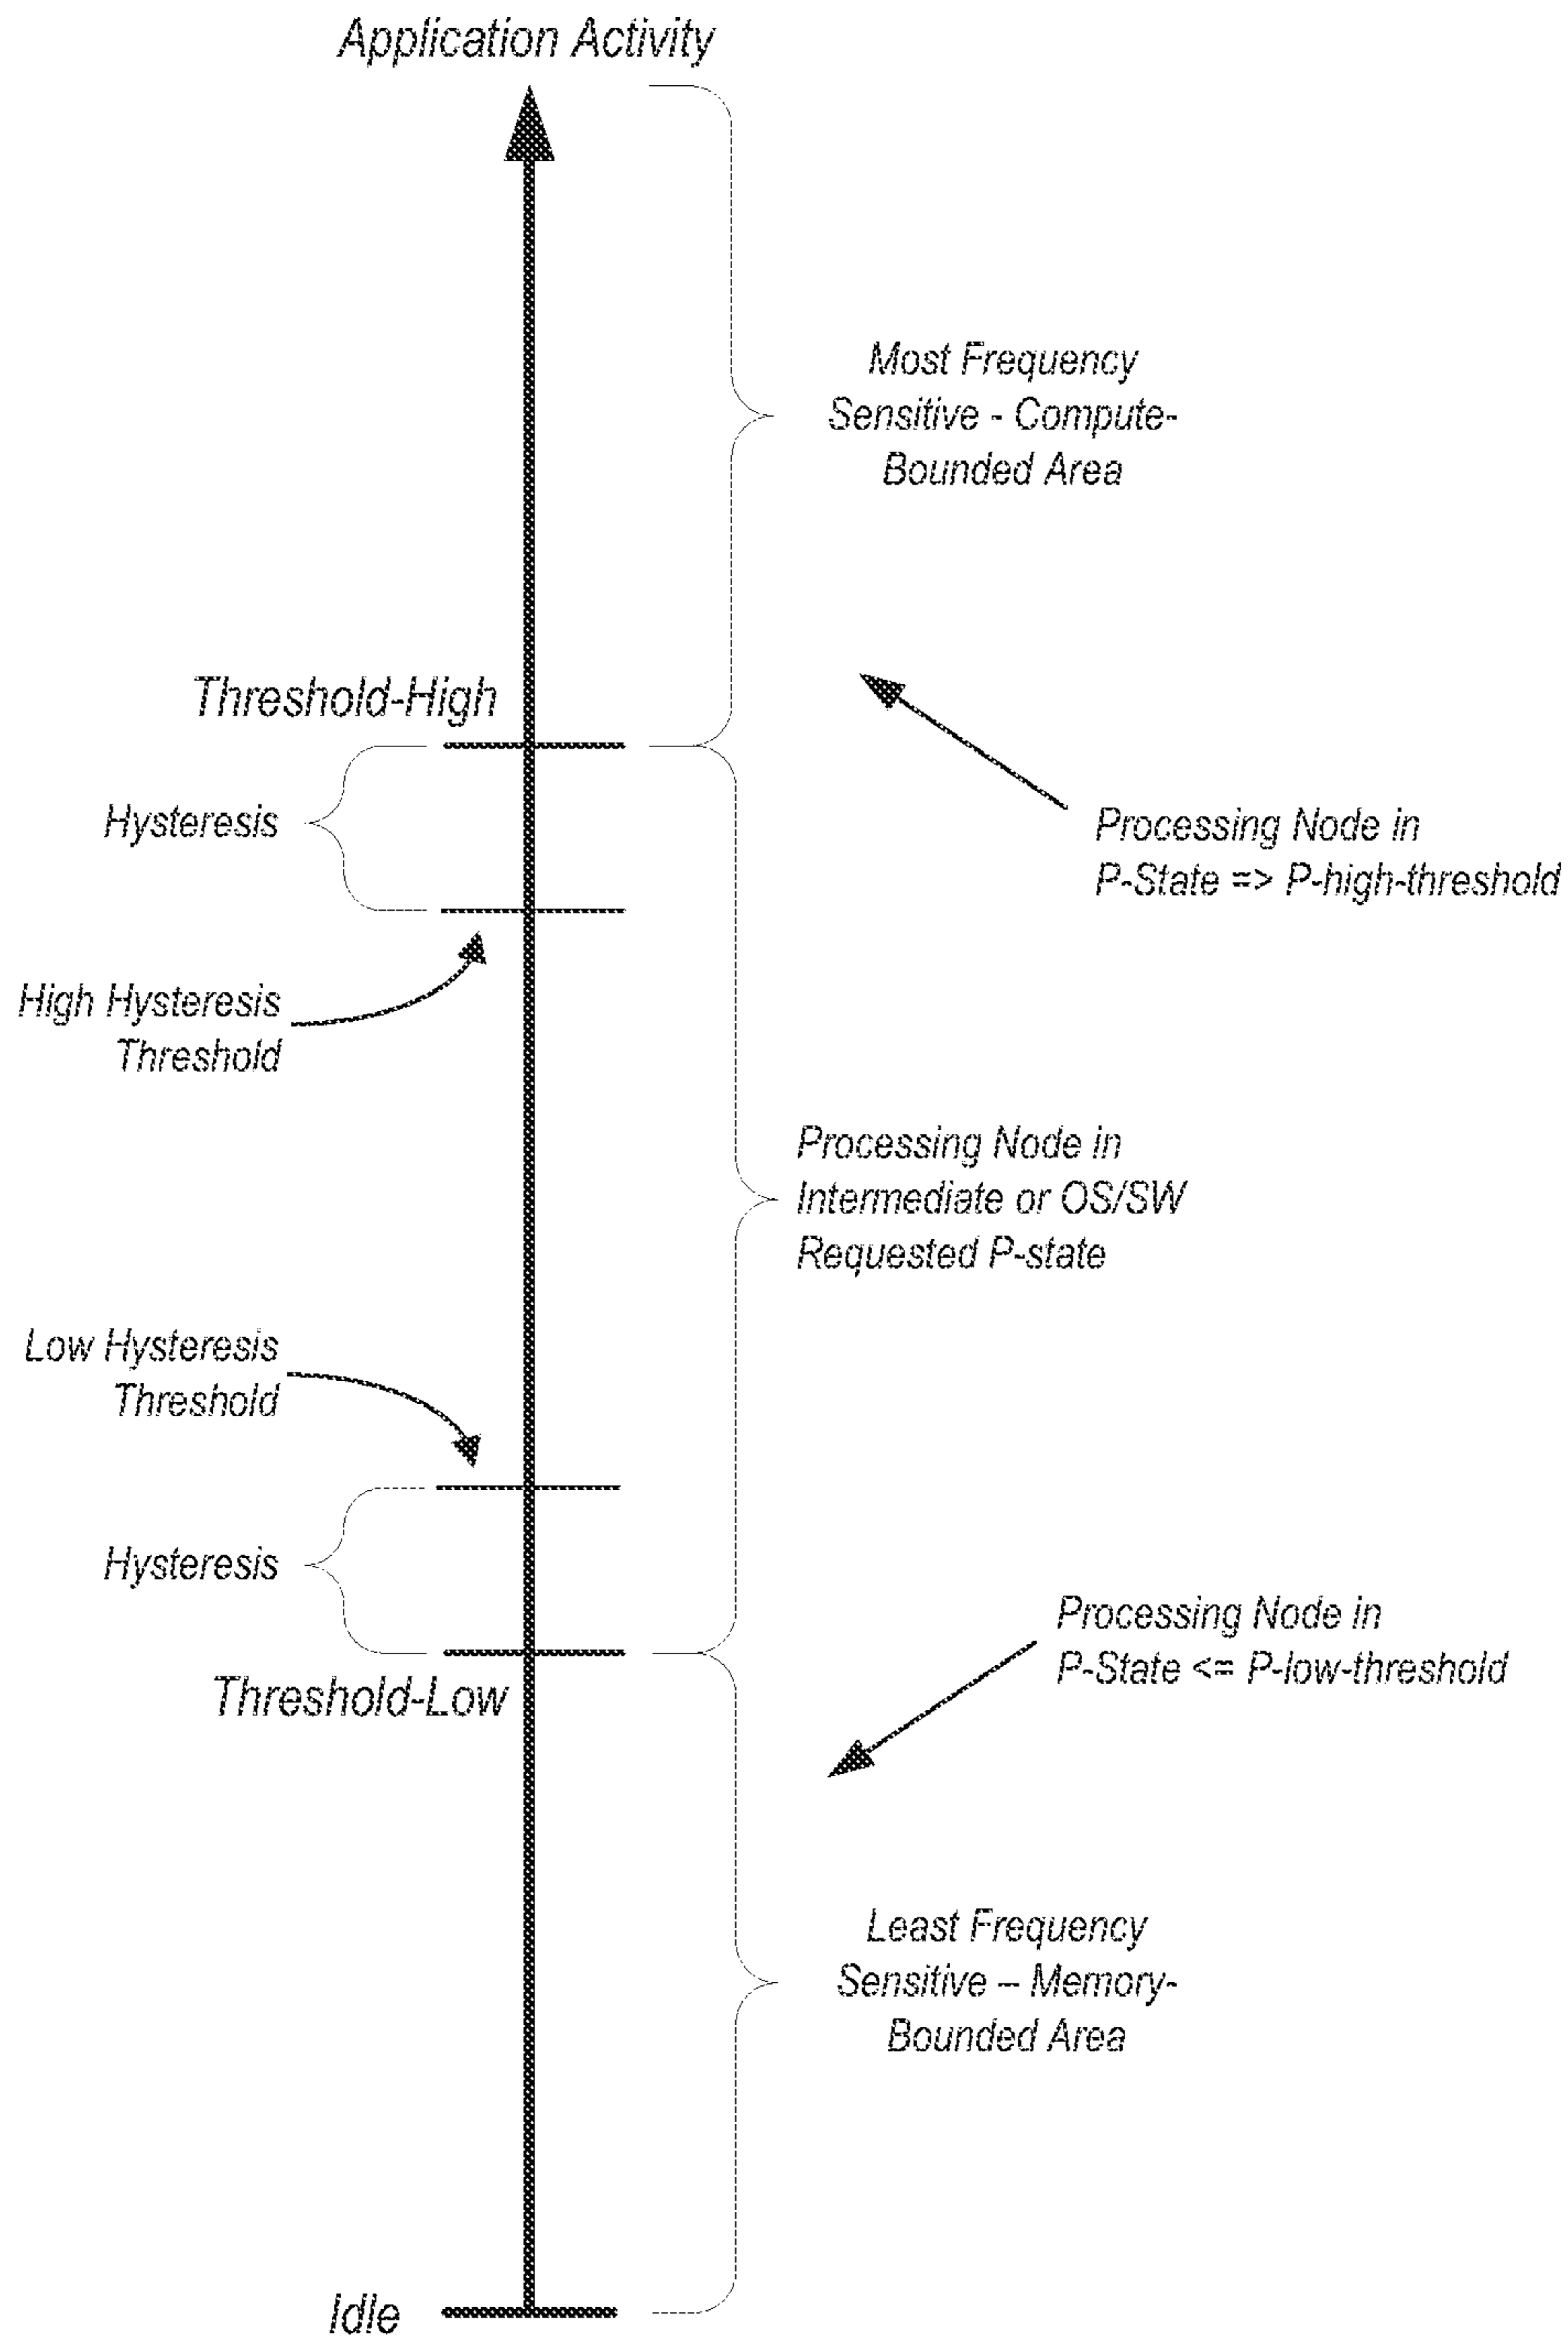 Application Activity
Most Frequency
Sensitive - Compute-
Bounded Area
Threshold-High
Hysteresis
Processing Node in
P-State => P-high-threshold
High Hysteresis
Threshold
Processing Node in
Intermediate or OS/SW
Requested P-state
Low Hysteresis
Threshold
Hysteresis
Processing Node in
P-State <= P-low-threshold
Threshold-Low
Least Frequency
Sensitive – Memory-
Bounded Area
Idle